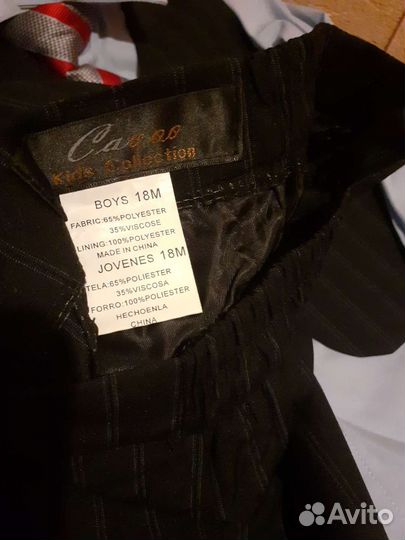 Kids Collection
BOYS 18M
FABRIC:65%POLYESTER
35%VISCOSE
LINING:100%POLYESTER
MADE IN CHINA
JOVENES 18M
TELA:65%POLIESTER
35%VISCOSA
FORRO:100%POLIESTER
HECHOENLA
CHINA
Avito